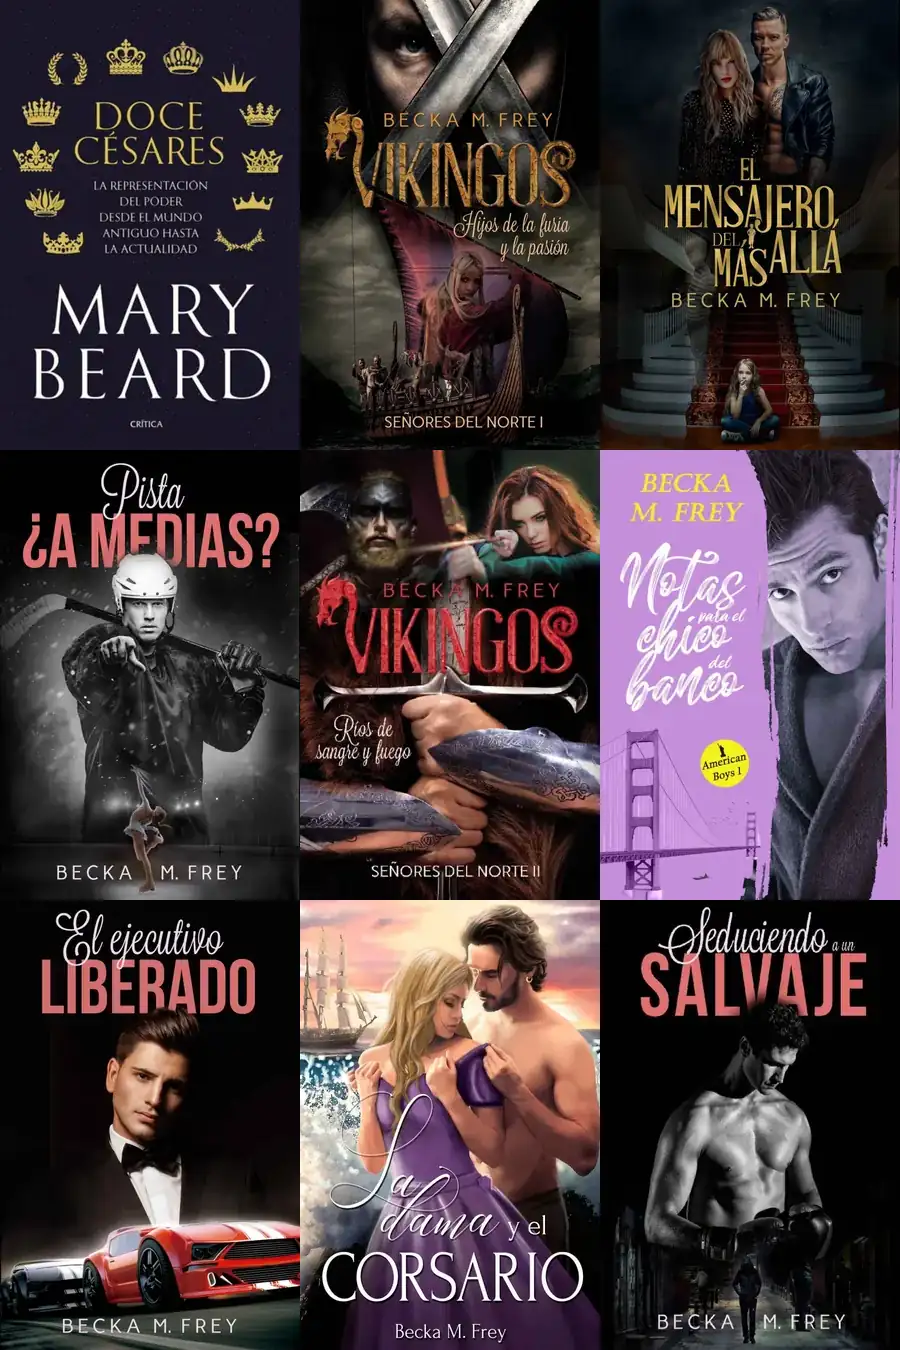 DOCE
CÉSARES
LA REPRESENTACIÓN
DEL PODER
DESDE EL MUNDO
ANTIGUO HASTA
LA ACTUALIDAD
MARY
BEARD
CRÍTICA
BECKA M. FREY
VIKINGOS
Hijos de la furia
y la pasión
SEÑORES DEL NORTE I
EL
MENSAJERO
DEL
MÁS ALLÁ
BECKA M. FREY
Pista
¿A MEDIAS?
BECKA M. FREY
BECKA M. FREY
VIKINGOS
Ríos de
sangre y fuego
SEÑORES DEL NORTE II
BECKA
M. FREY
Notas
para el
chico
del
banco
American
Boys 1
El ejecutivo
LIBERADO
BECKA M. FREY
La
dama y el
CORSARIO
Becka M. Frey
Seduciendo a un
SALVAJE
BECKA M. FREY